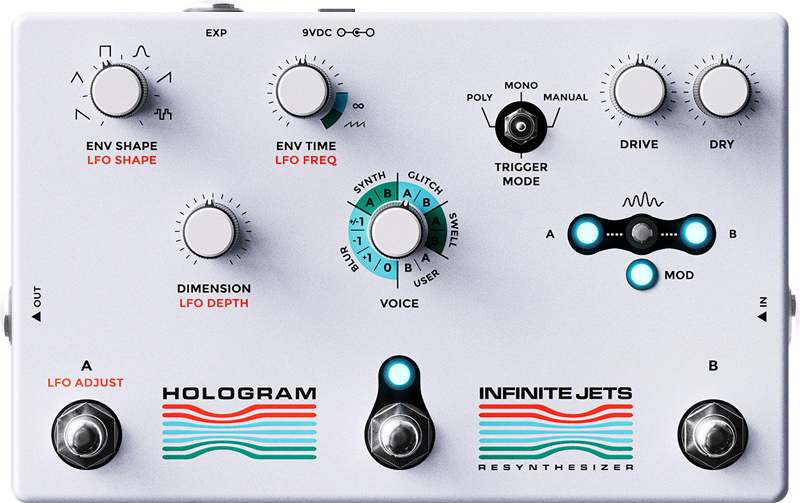 EXP
9VDC
∞
ENV SHAPE
LFO SHAPE
ENV TIME
LFO FREQ
POLY
MONO
MANUAL
TRIGGER
MODE
DRIVE
DRY
SYNTH
GLITCH
SWELL
USER
BLUR
A
B
A
B
A
B
A
B
0
+1
-1
+/-1
VOICE
DIMENSION
LFO DEPTH
A
B
MOD
OUT
IN
A
LFO ADJUST
B
HOLOGRAM
INFINITE JETS
RESYNTHESIZER